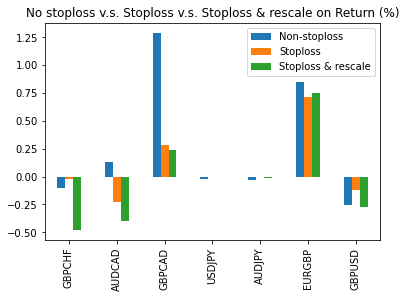 No stoploss v.s. Stoploss v.s. Stoploss & rescale on Return (%)
Non-stoploss
Stoploss
Stoploss & rescale
1.25
1.00
0.75
0.50
0.25
0.00
−0.25
−0.50
GBPCHF
AUDCAD
GBPCAD
USDJPY
AUDJPY
EURGBP
GBPUSD